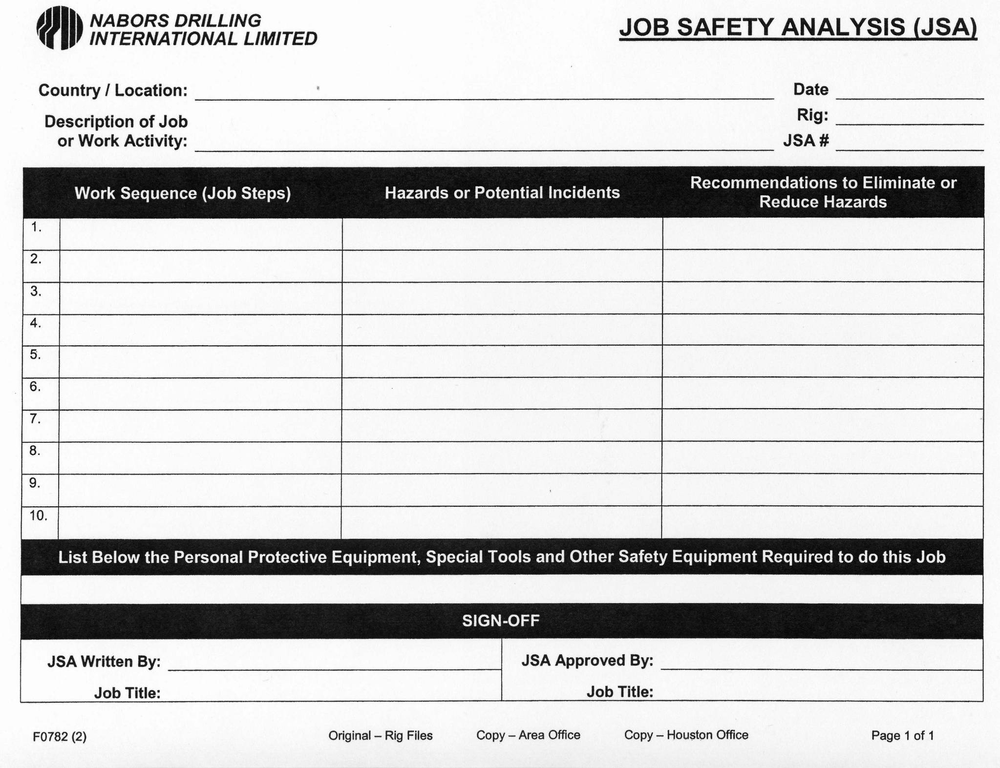 NABORS DRILLING
INTERNATIONAL LIMITED
JOB SAFETY ANALYSIS (JSA)
Country / Location:
Date
Rig:
Description of Job
or Work Activity:
JSA #
Work Sequence (Job Steps)
Hazards or Potential Incidents
Recommendations to Eliminate or
Reduce Hazards
1.
2.
3.
4.
5.
6.
7.
8.
9.
10.
List Below the Personal Protective Equipment, Special Tools and Other Safety Equipment Required to do this Job
SIGN-OFF
JSA Written By:
JSA Approved By:
Job Title:
Job Title:
F0782 (2)
Original – Rig Files
Copy – Area Office
Copy – Houston Office
Page 1 of 1